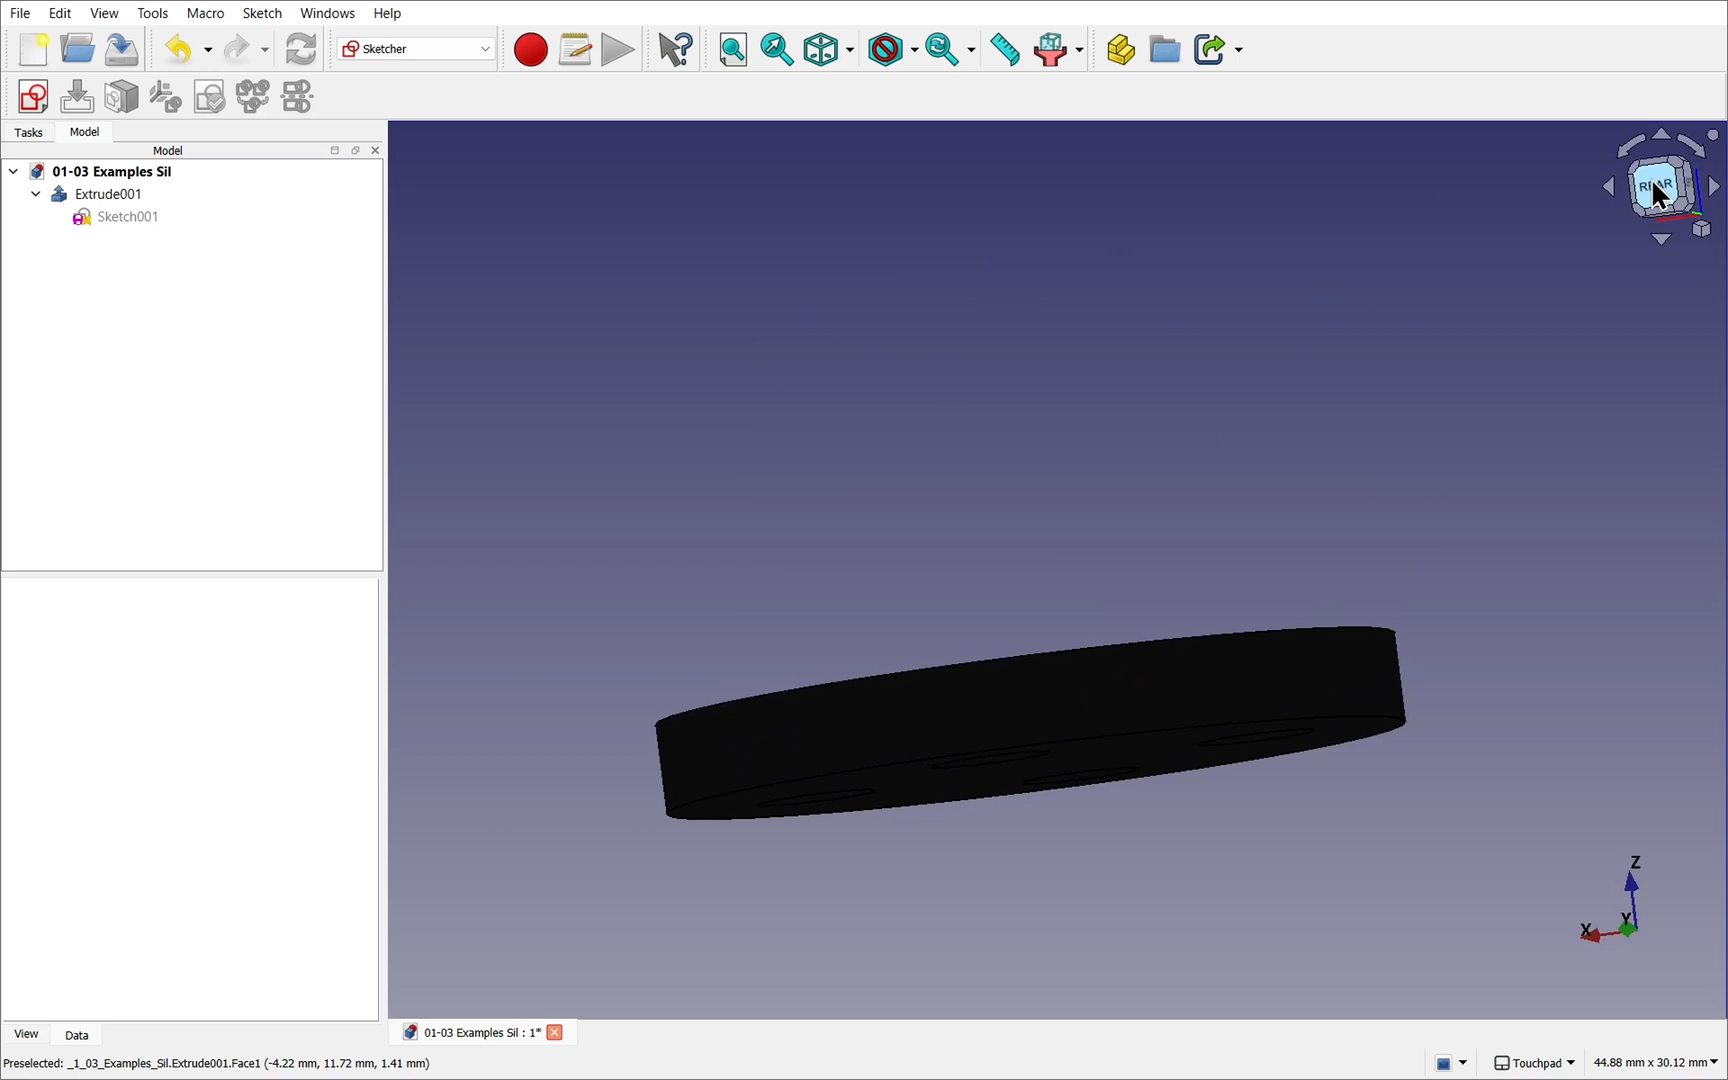 File Edit View Tools Macro Sketch Windows Help
Sketcher
Tasks Model
Model
01-03 Examples Sil
Extrude001
Sketch001
REAR
Z
Y
X
View Data
01-03 Examples Sil : 1*
Preselected: _1_03_Examples_Sil.Extrude001.Face1 (-4.22 mm, 11.72 mm, 1.41 mm)
Touchpad
44.88 mm x 30.12 mm